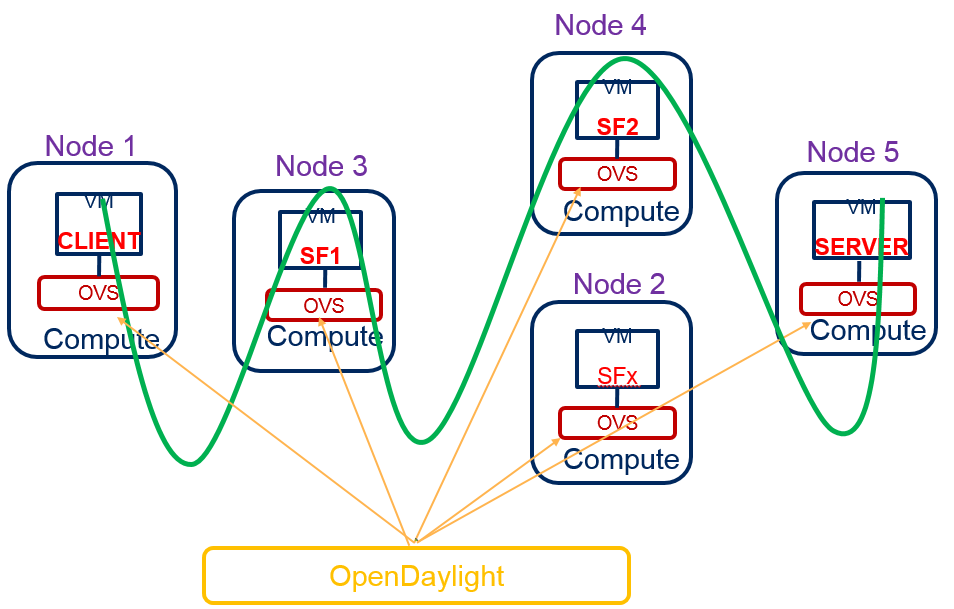 Node 1
VM
CLIENT
OVS
Compute
Node 3
VM
SF1
OVS
Compute
Node 4
VM
SF2
OVS
Compute
Node 2
VM
SFx
OVS
Compute
Node 5
VM
SERVER
OVS
Compute
OpenDaylight